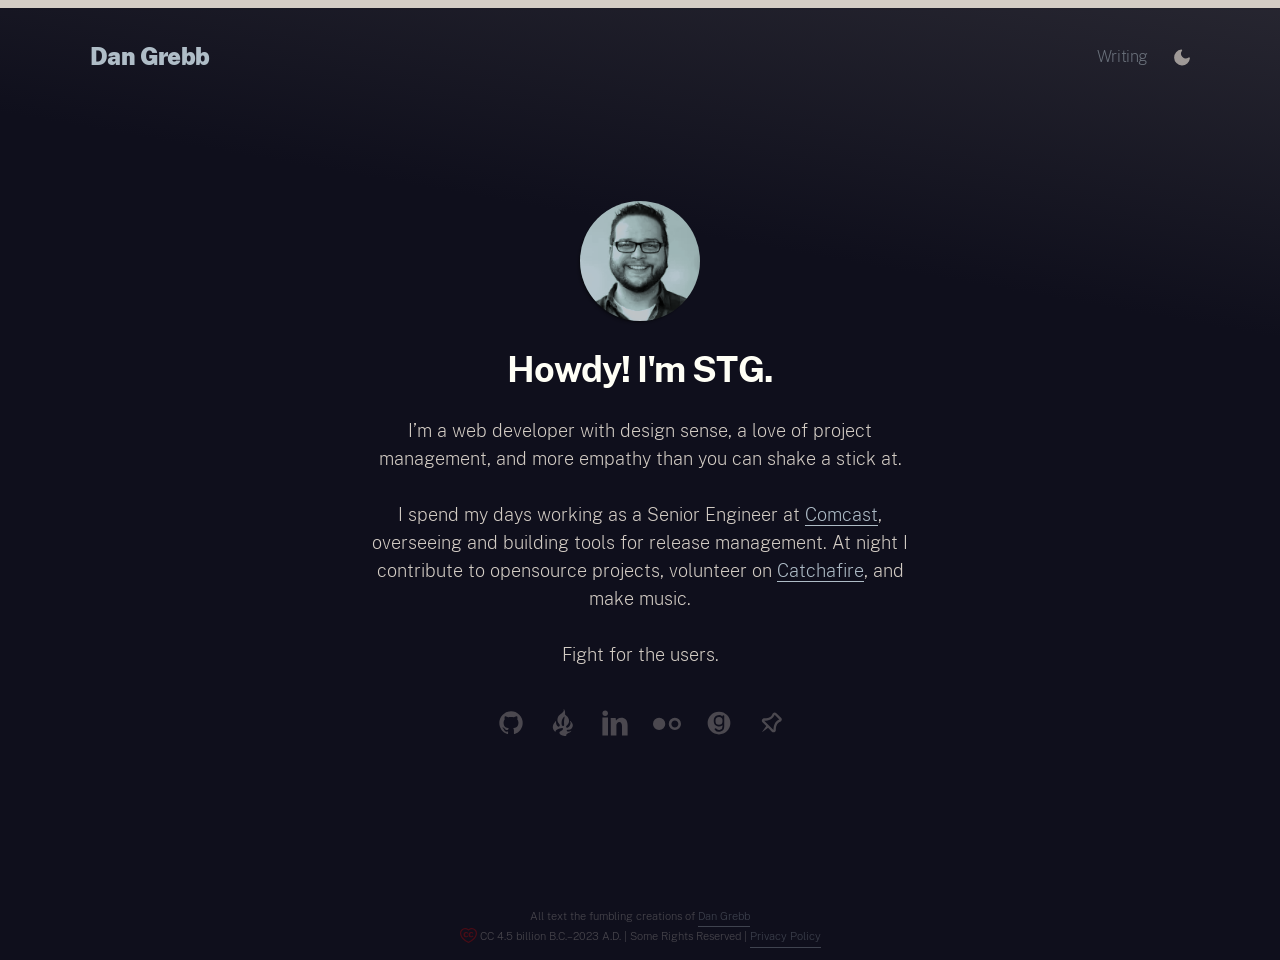 Dan Grebb
Writing
Howdy! I'm STG.
I’m a web developer with design sense, a love of project
management, and more empathy than you can shake a stick at.
I spend my days working as a Senior Engineer at Comcast,
overseeing and building tools for release management. At night I
contribute to opensource projects, volunteer on Catchafire, and
make music.
Fight for the users.
All text the fumbling creations of Dan Grebb
CC 4.5 billion B.C.–2023 A.D. | Some Rights Reserved | Privacy Policy